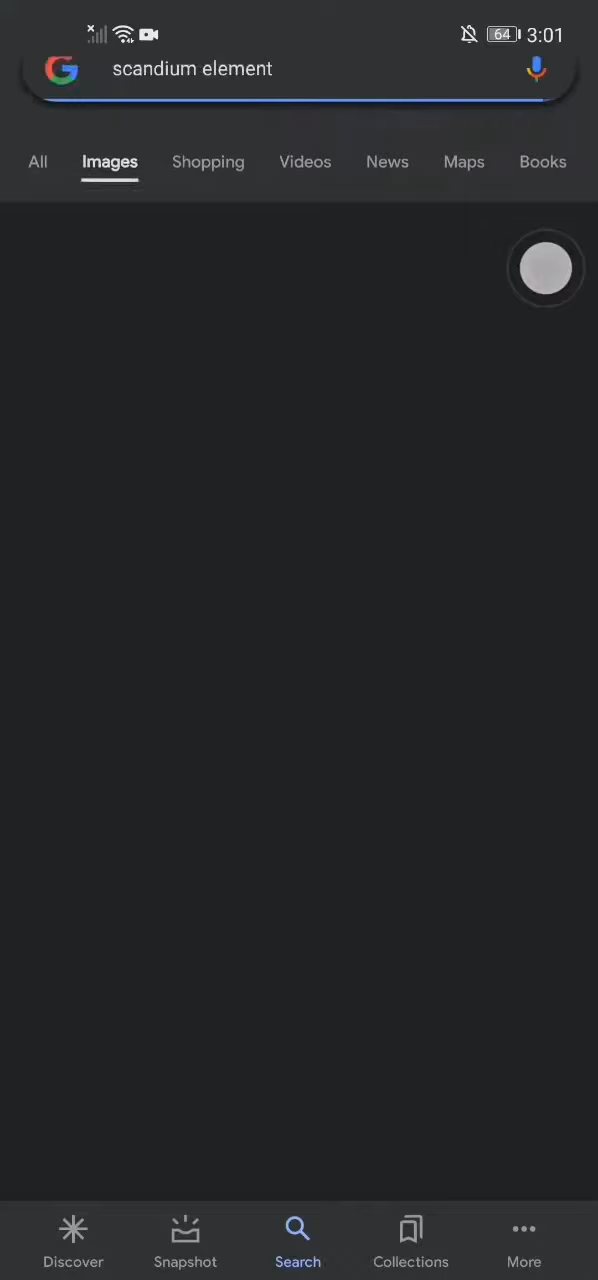 64 3:01
scandium element
All Images Shopping Videos News Maps Books
Discover Snapshot Search Collections More